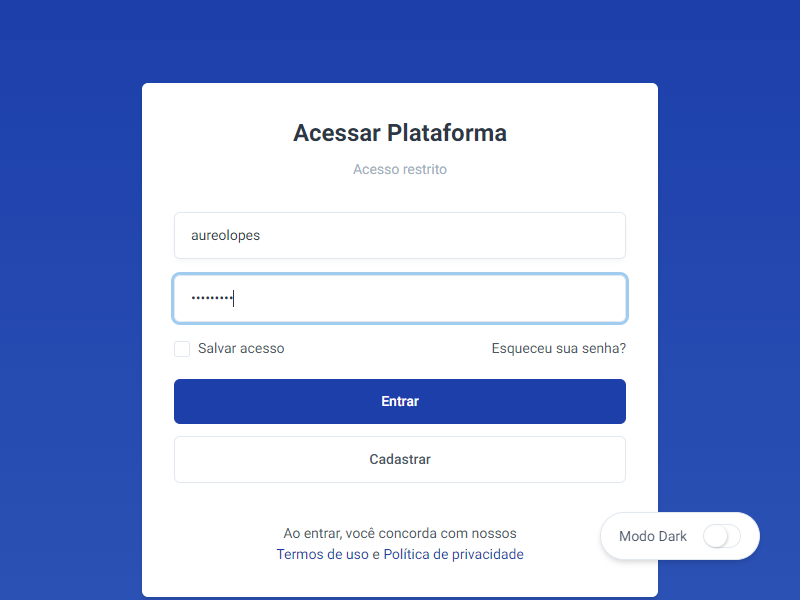 Acessar Plataforma
Acesso restrito
aureolopes
•••••••••
Salvar acesso
Esqueceu sua senha?
Entrar
Cadastrar
Ao entrar, você concorda com nossos
Termos de uso e Política de privacidade
Modo Dark